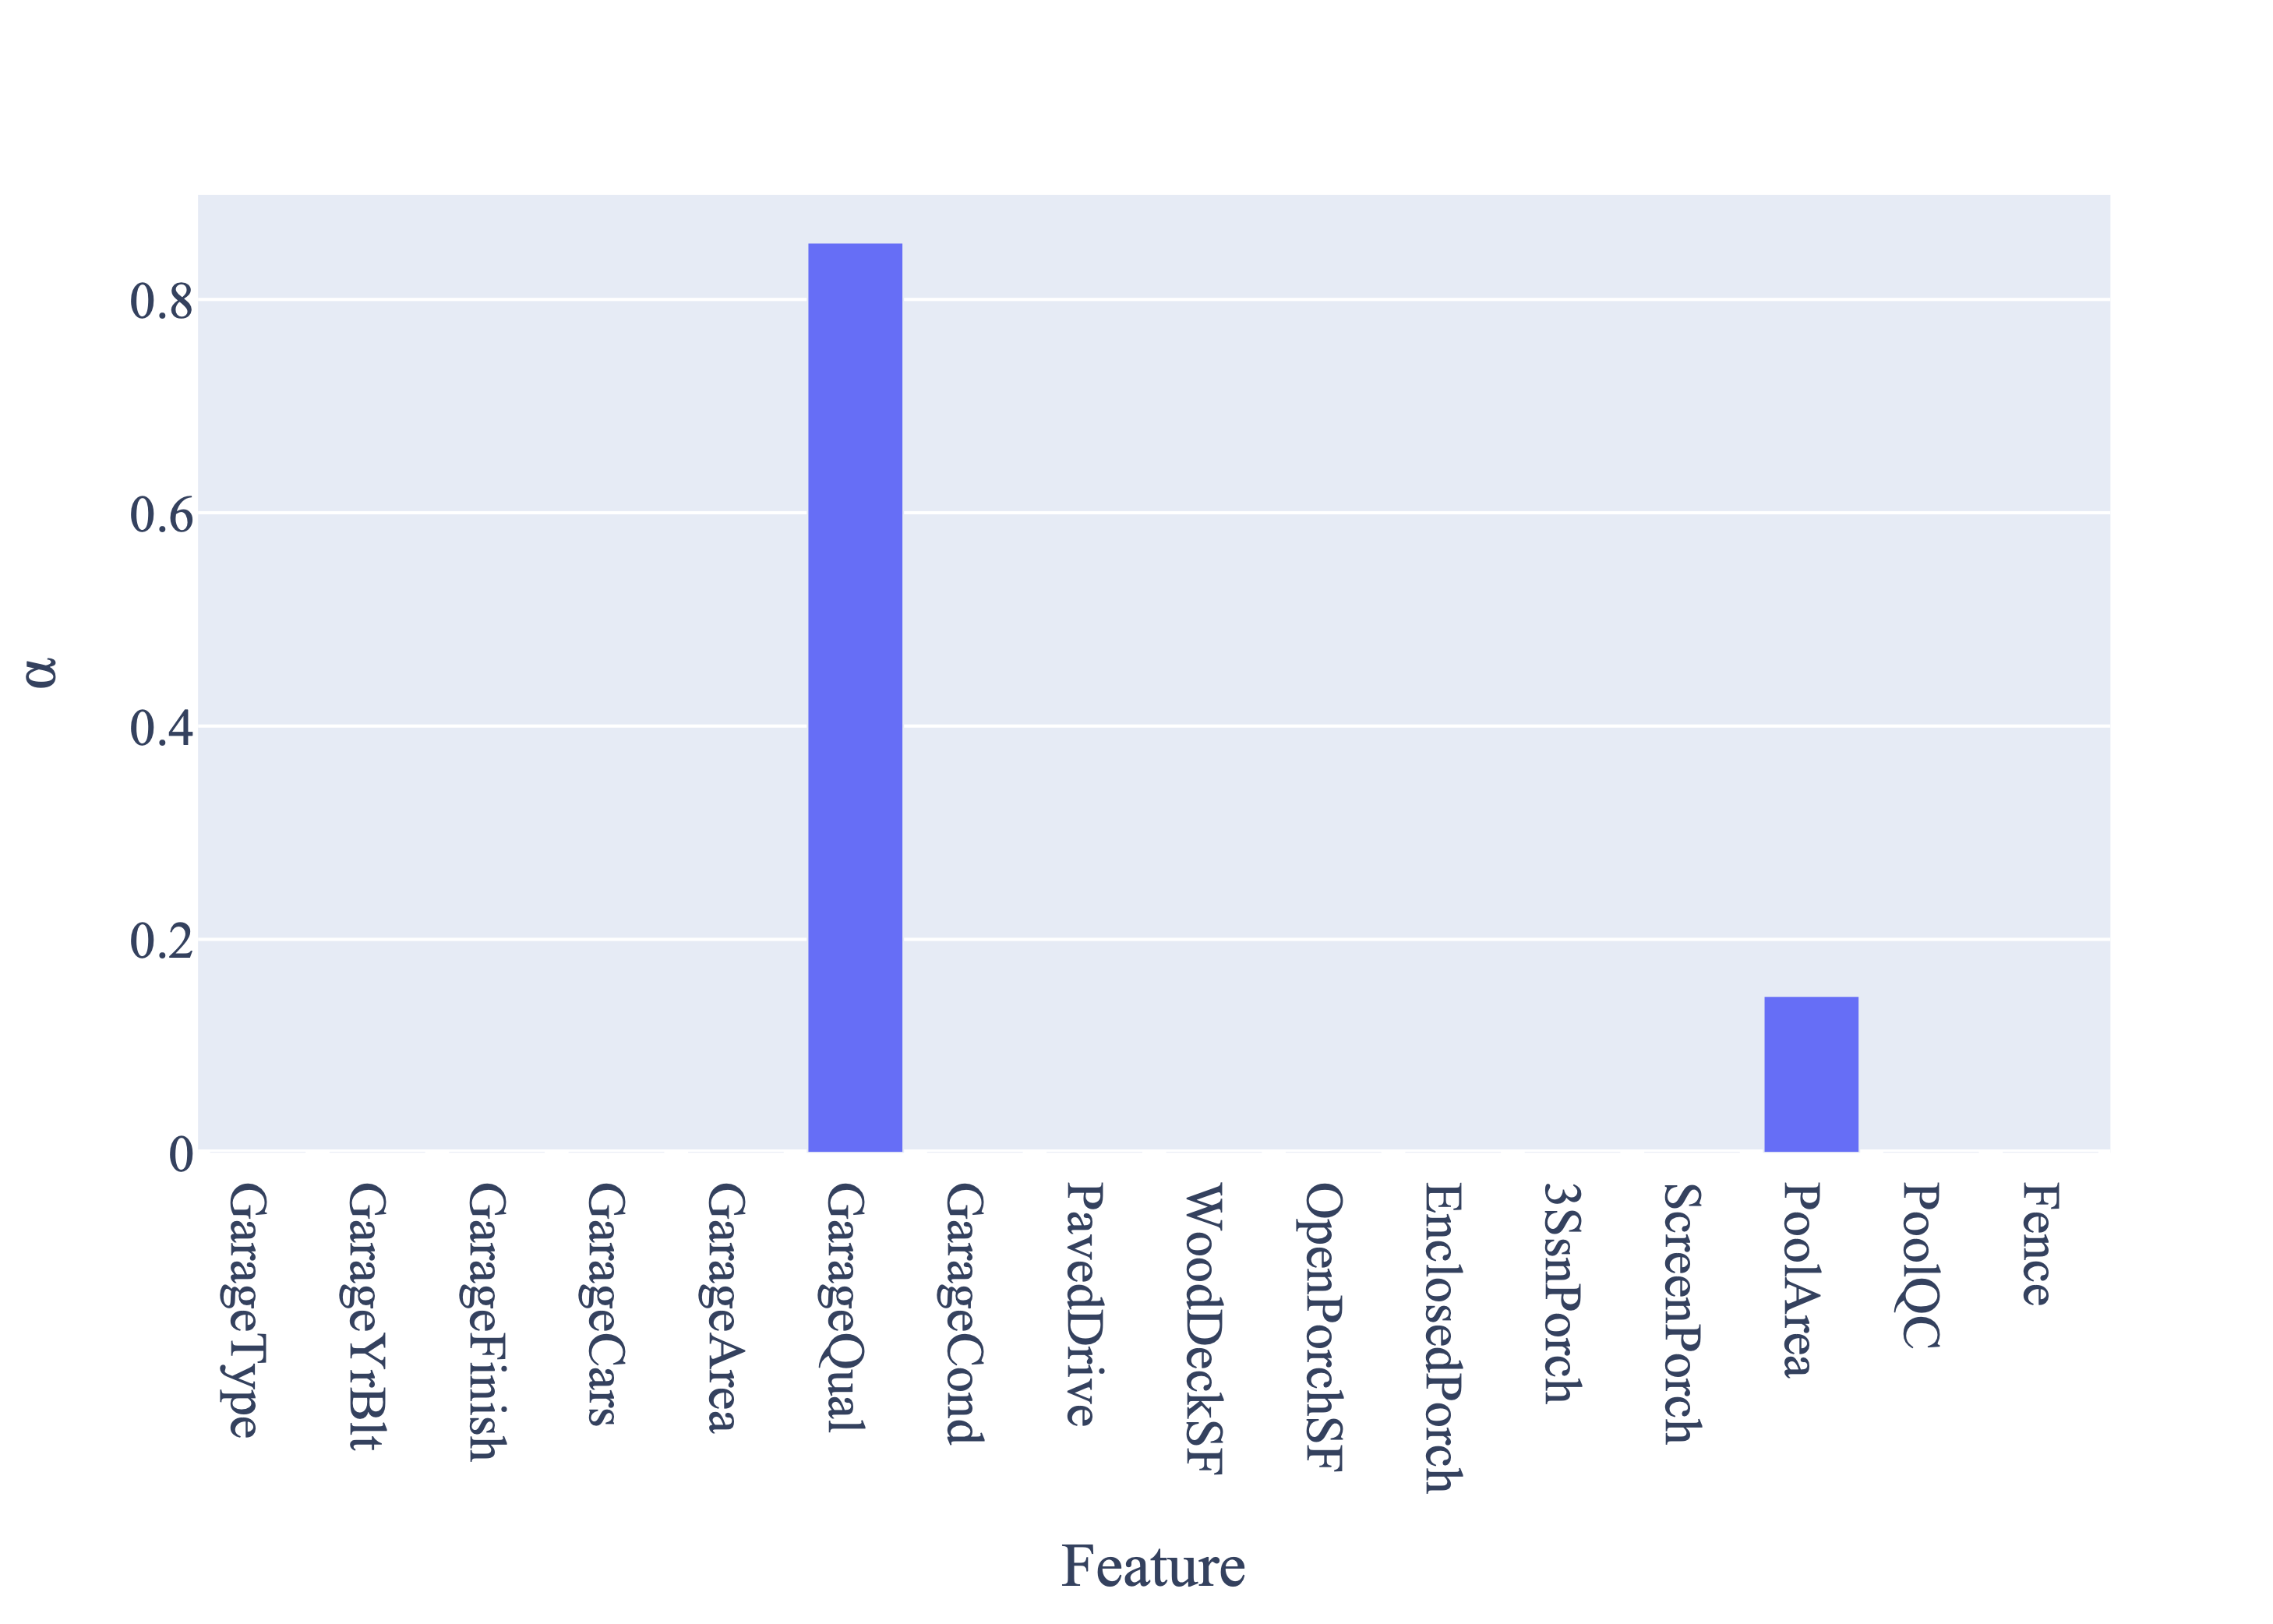 0.8
0.6
0.4
0.2
0
α
GarageType
GarageYrBlt
GarageFinish
GarageCars
GarageArea
GarageQual
GarageCond
PavedDrive
WoodDeckSF
OpenPorchSF
EnclosedPorch
3SsnPorch
ScreenPorch
PoolArea
PoolQC
Fence
Feature